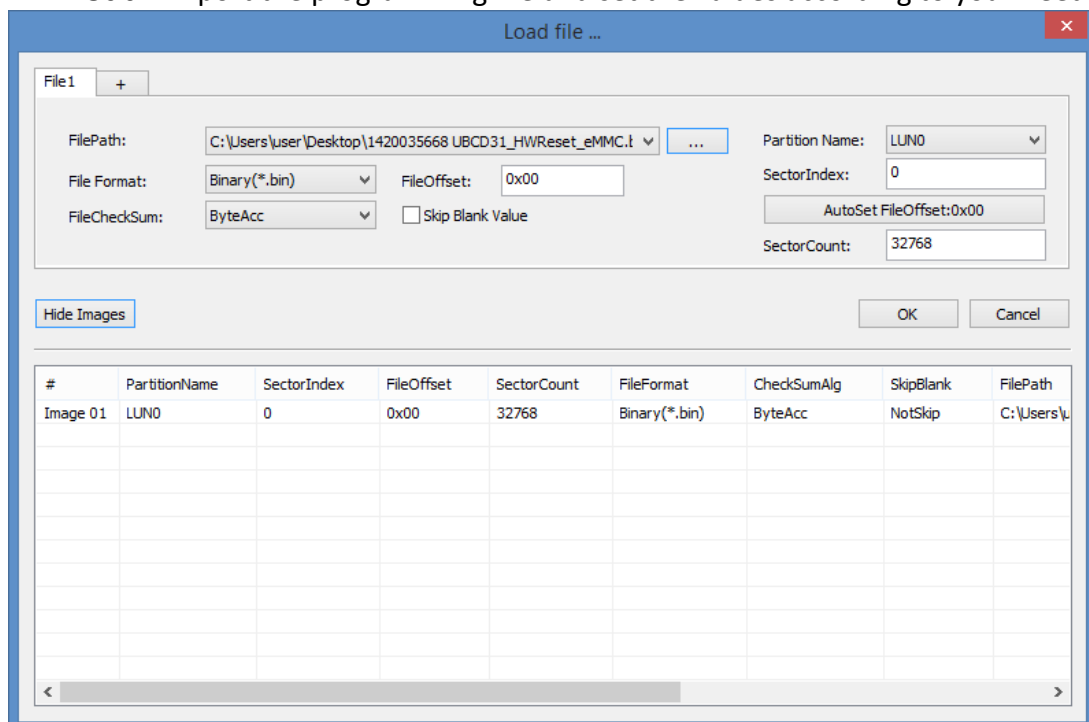 Load file ...
File1 +
FilePath: C:\Users\user\Desktop\1420035668 UBCD31_HWReset_eMMC.b ... Partition Name: LUN0
File Format: Binary(*.bin) FileOffset: 0x00 SectorIndex: 0
FileCheckSum: ByteAcc Skip Blank Value AutoSet FileOffset:0x00
SectorCount: 32768
Hide Images OK Cancel
# PartitionName SectorIndex FileOffset SectorCount FileFormat CheckSumAlg SkipBlank FilePath
Image 01 LUN0 0 0x00 32768 Binary(*.bin) ByteAcc NotSkip C:\Users\u